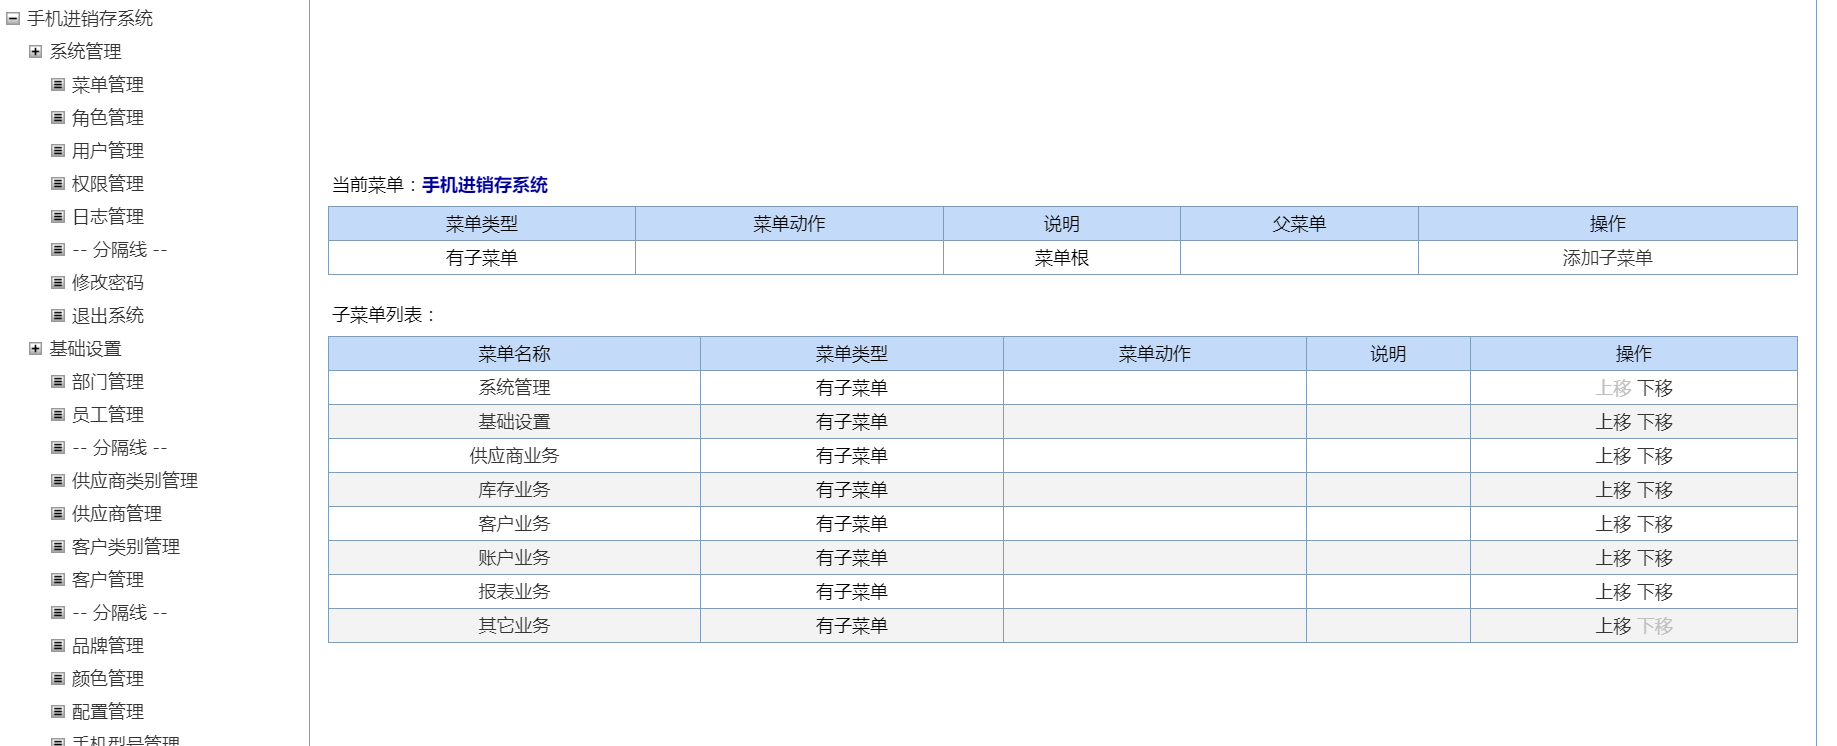 手机进销存系统
系统管理
菜单管理
角色管理
用户管理
权限管理
日志管理
-- 分隔线 --
修改密码
退出系统
基础设置
部门管理
员工管理
-- 分隔线 --
供应商类别管理
供应商管理
客户类别管理
客户管理
-- 分隔线 --
品牌管理
颜色管理
配置管理
手机型号管理
当前菜单：手机进销存系统
菜单类型 菜单动作 说明 父菜单 操作
有子菜单 菜单根 添加子菜单
子菜单列表：
菜单名称 菜单类型 菜单动作 说明 操作
系统管理 有子菜单 上移 下移
基础设置 有子菜单 上移 下移
供应商业务 有子菜单 上移 下移
库存业务 有子菜单 上移 下移
客户业务 有子菜单 上移 下移
账户业务 有子菜单 上移 下移
报表业务 有子菜单 上移 下移
其它业务 有子菜单 上移 下移